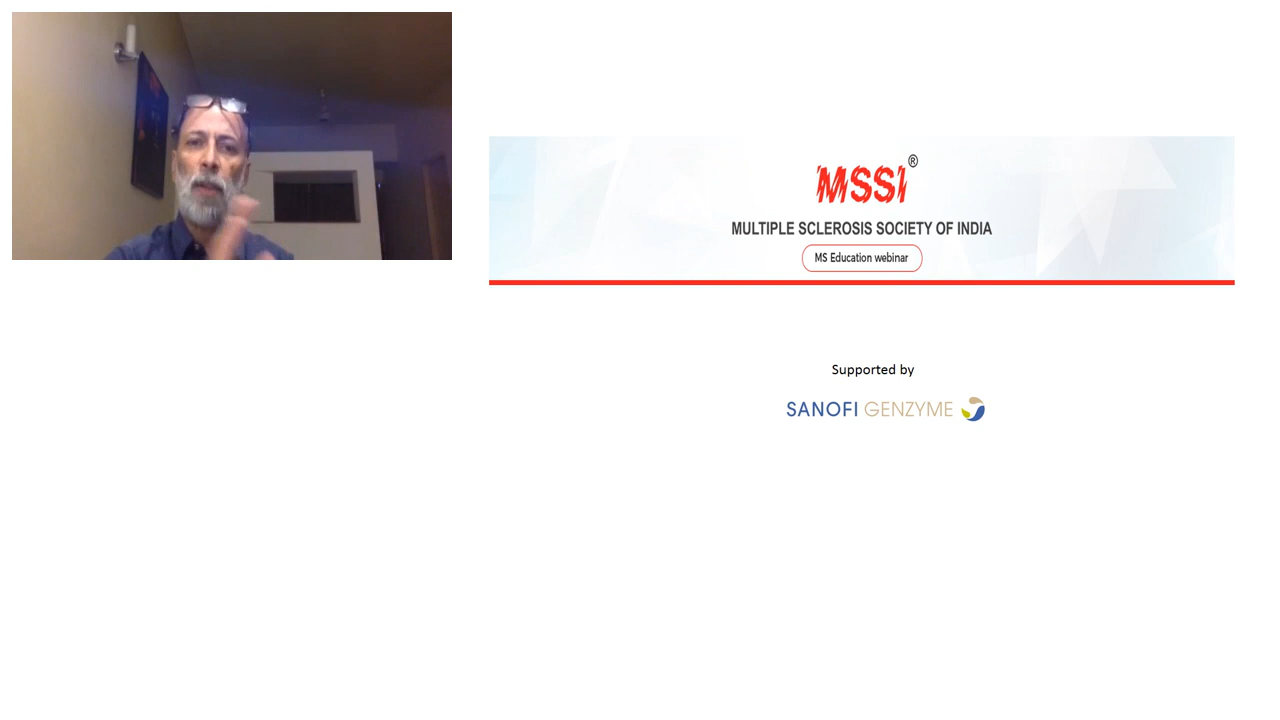 MSSI®
MULTIPLE SCLEROSIS SOCIETY OF INDIA
MS Education webinar
Supported by
SANOFI GENZYME